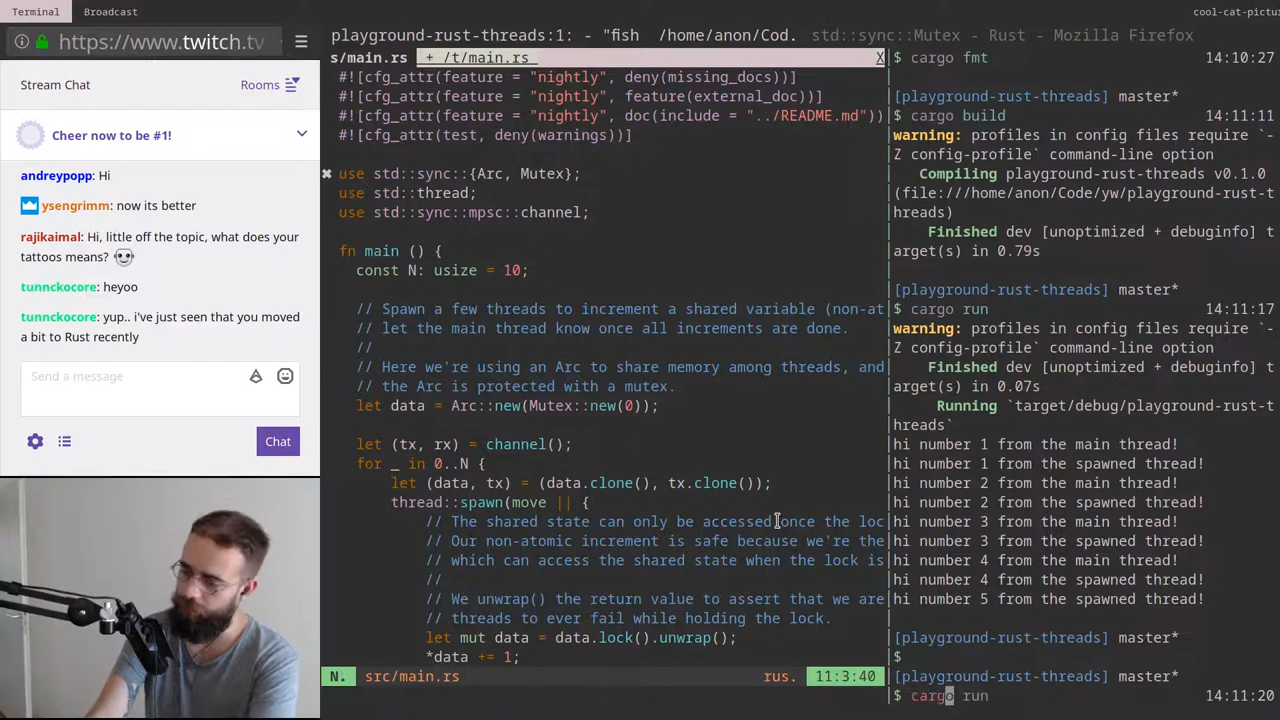 Terminal
Broadcast
cool-cat-pictu
https://www.twitch.tv
playground-rust-threads:1: - "fish  /home/anon/Cod.
std::sync::Mutex - Rust - Mozilla Firefox
Stream Chat
Rooms
Cheer now to be #1!
andreypopp: Hi
ysengrimm: now its better
rajikaimal: Hi, little off the topic, what does your
tattoos means?
tunnckocore: heyoo
tunnckocore: yup.. i've just seen that you moved
a bit to Rust recently
Send a message
Chat
s/main.rs
+ /t/main.rs
X
#![cfg_attr(feature = "nightly", deny(missing_docs))]
#![cfg_attr(feature = "nightly", feature(external_doc))]
#![cfg_attr(feature = "nightly", doc(include = "../README.md"))
#![cfg_attr(test, deny(warnings))]
use std::sync::{Arc, Mutex};
use std::thread;
use std::sync::mpsc::channel;
fn main () {
const N: usize = 10;
// Spawn a few threads to increment a shared variable (non-at
// let the main thread know once all increments are done.
//
// Here we're using an Arc to share memory among threads, and
// the Arc is protected with a mutex.
let data = Arc::new(Mutex::new(0));
let (tx, rx) = channel();
for _ in 0..N {
let (data, tx) = (data.clone(), tx.clone());
thread::spawn(move || {
// The shared state can only be accessed once the loc
// Our non-atomic increment is safe because we're the
// which can access the shared state when the lock is
//
// We unwrap() the return value to assert that we are
// threads to ever fail while holding the lock.
let mut data = data.lock().unwrap();
*data += 1;
N.
src/main.rs
rus.
11:3:40
$ cargo fmt 14:10:27
[playground-rust-threads] master*
$ cargo build 14:11:11
warning: profiles in config files require `-
Z config-profile` command-line option
Compiling playground-rust-threads v0.1.0
(file:///home/anon/Code/yw/playground-rust-t
hreads)
Finished dev [unoptimized + debuginfo] t
arget(s) in 0.79s
[playground-rust-threads] master*
$ cargo run 14:11:17
warning: profiles in config files require `-
Z config-profile` command-line option
Finished dev [unoptimized + debuginfo] t
arget(s) in 0.07s
Running `target/debug/playground-rust-t
hreads`
hi number 1 from the main thread!
hi number 1 from the spawned thread!
hi number 2 from the main thread!
hi number 2 from the spawned thread!
hi number 3 from the main thread!
hi number 3 from the spawned thread!
hi number 4 from the main thread!
hi number 4 from the spawned thread!
hi number 5 from the spawned thread!
[playground-rust-threads] master*
$
[playground-rust-threads] master*
$ cargo run 14:11:20